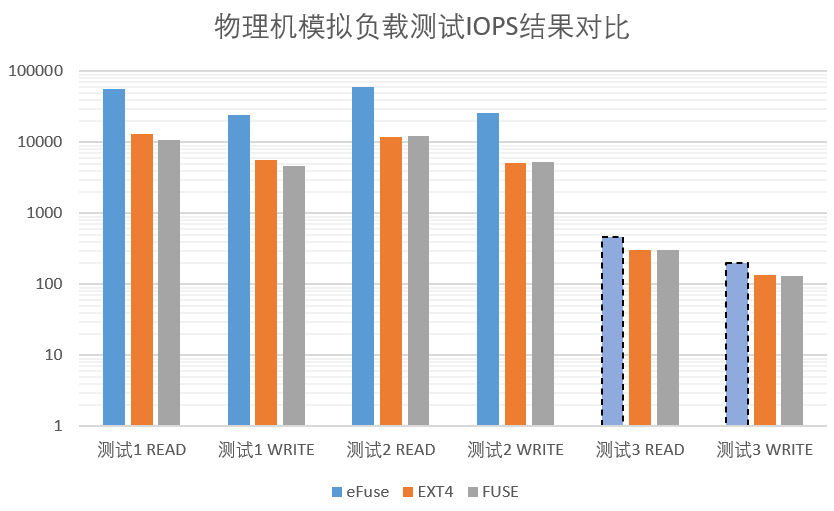 物理机模拟负载测试IOPS结果对比
100000
10000
1000
100
10
1
测试1 READ
测试1 WRITE
测试2 READ
测试2 WRITE
测试3 READ
测试3 WRITE
eFuse
EXT4
FUSE